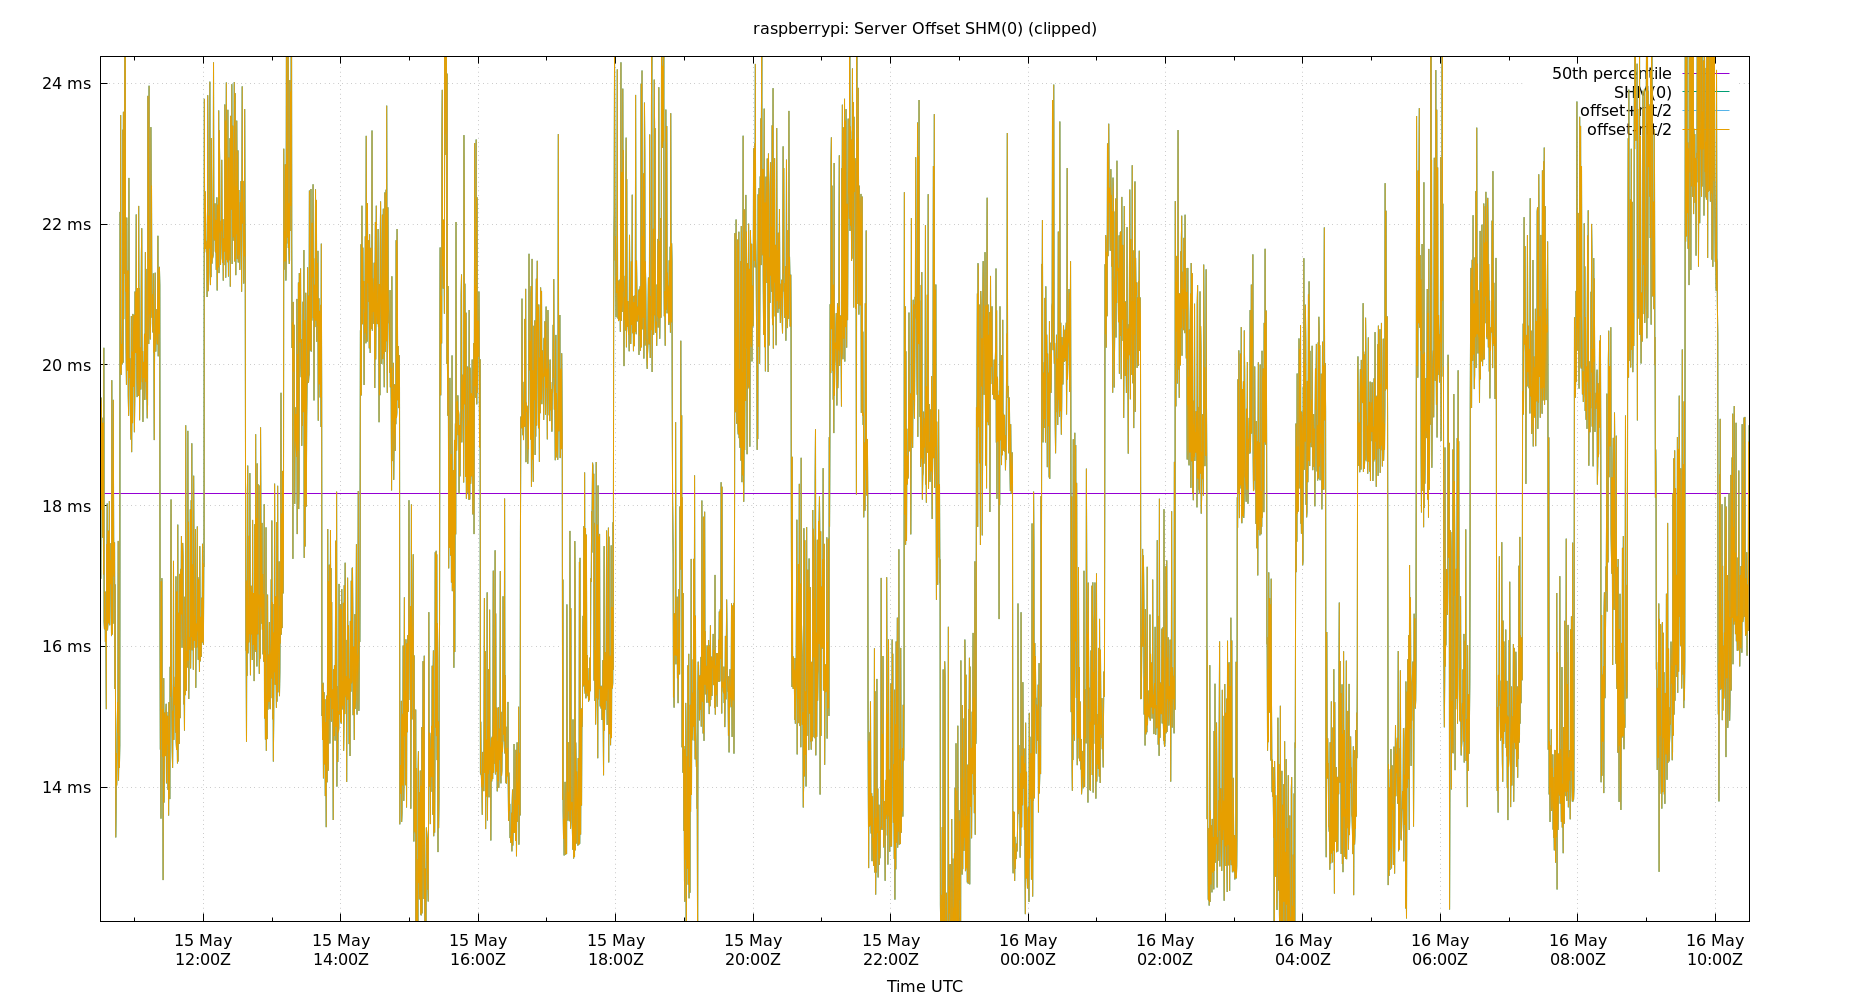 raspberrypi: Server Offset SHM(0) (clipped)
24 ms
22 ms
20 ms
18 ms
16 ms
14 ms
50th percentile
SHM(0)
offset+rtt/2
offset-rtt/2
15 May 12:00Z
15 May 14:00Z
15 May 16:00Z
15 May 18:00Z
15 May 20:00Z
15 May 22:00Z
16 May 00:00Z
16 May 02:00Z
16 May 04:00Z
16 May 06:00Z
16 May 08:00Z
16 May 10:00Z
Time UTC